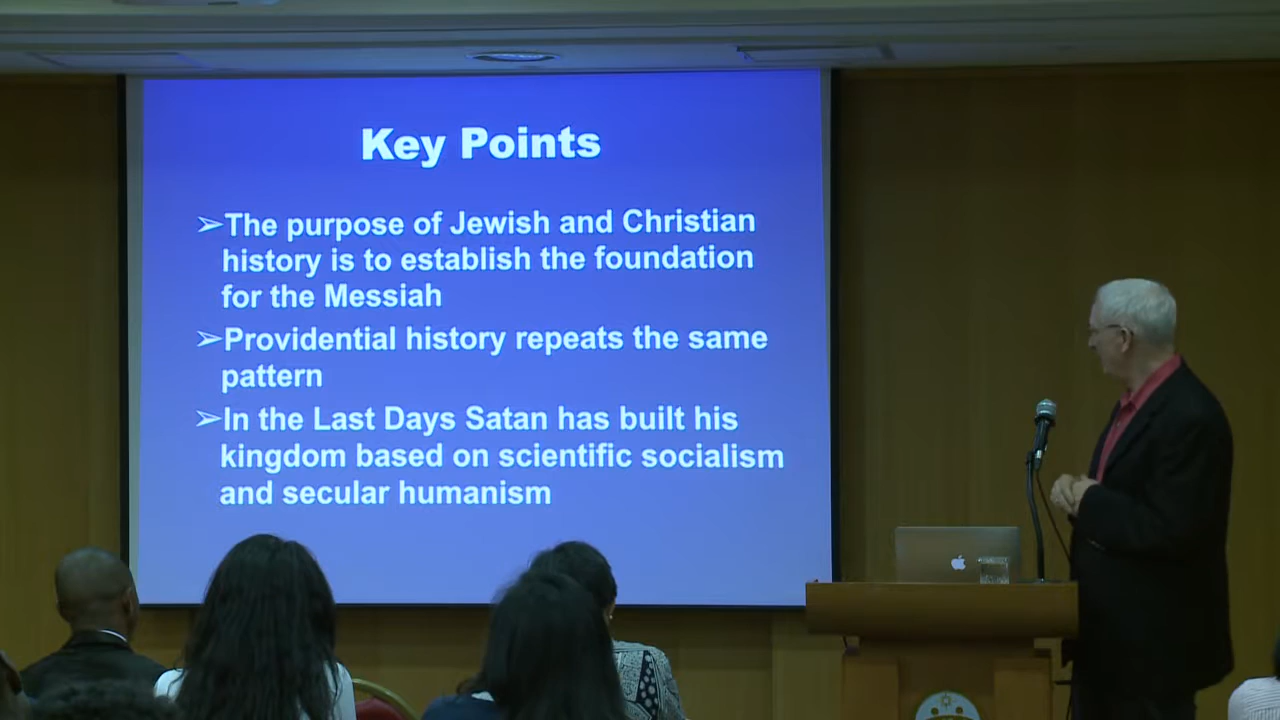 Key Points
➢The purpose of Jewish and Christian
history is to establish the foundation
for the Messiah
➢Providential history repeats the same
pattern
➢In the Last Days Satan has built his
kingdom based on scientific socialism
and secular humanism